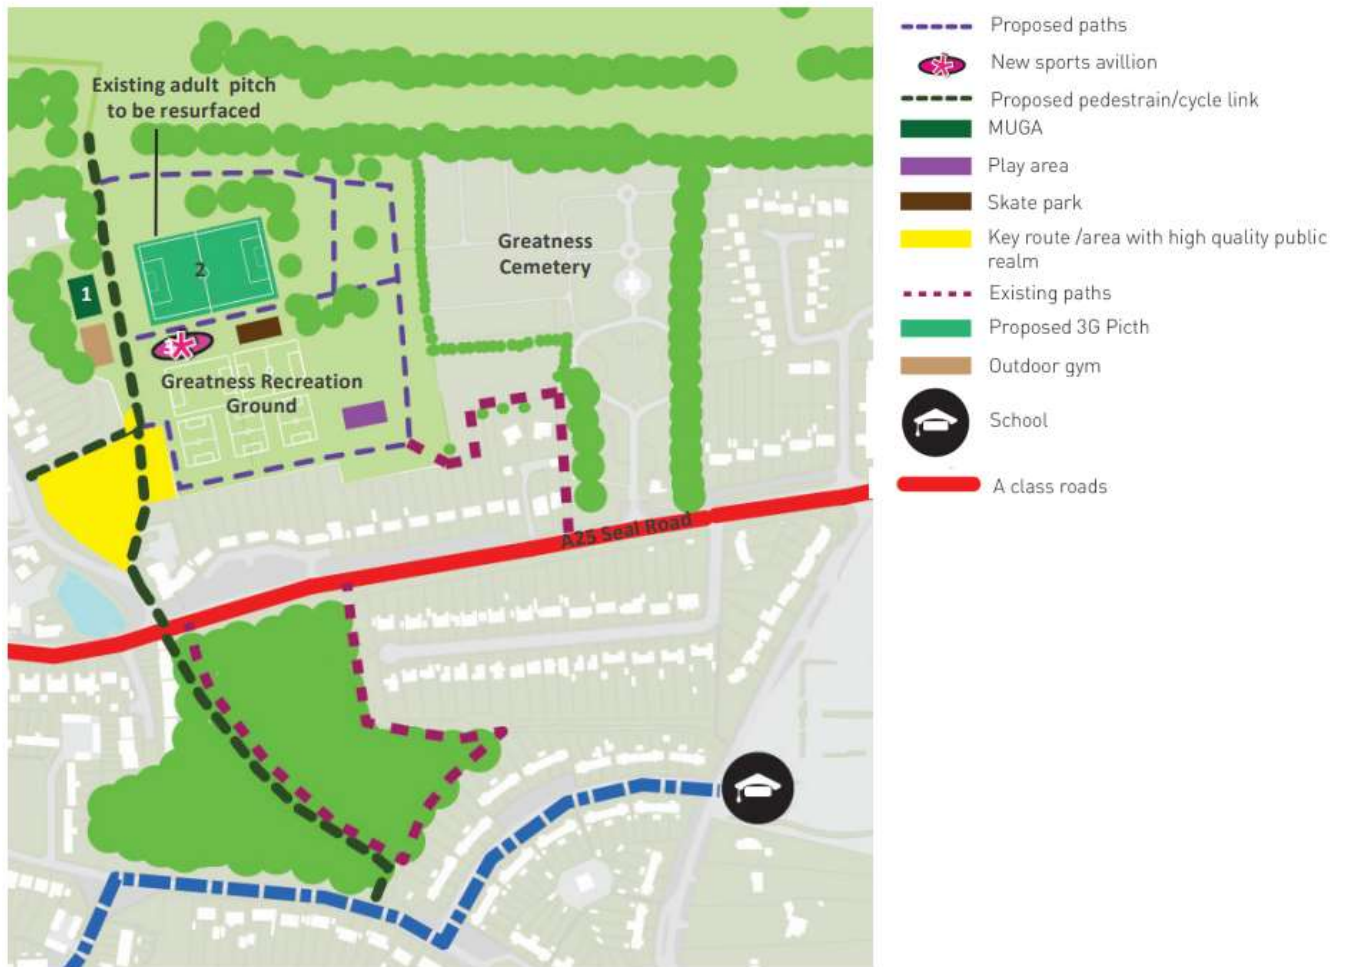 Existing adult pitch
to be resurfaced
1
2
Greatness
Cemetery
Greatness Recreation
Ground
A25 Seal Road
Proposed paths
New sports avillion
Proposed pedestrain/cycle link
MUGA
Play area
Skate park
Key route /area with high quality public
realm
Existing paths
Proposed 3G Picth
Outdoor gym
School
A class roads